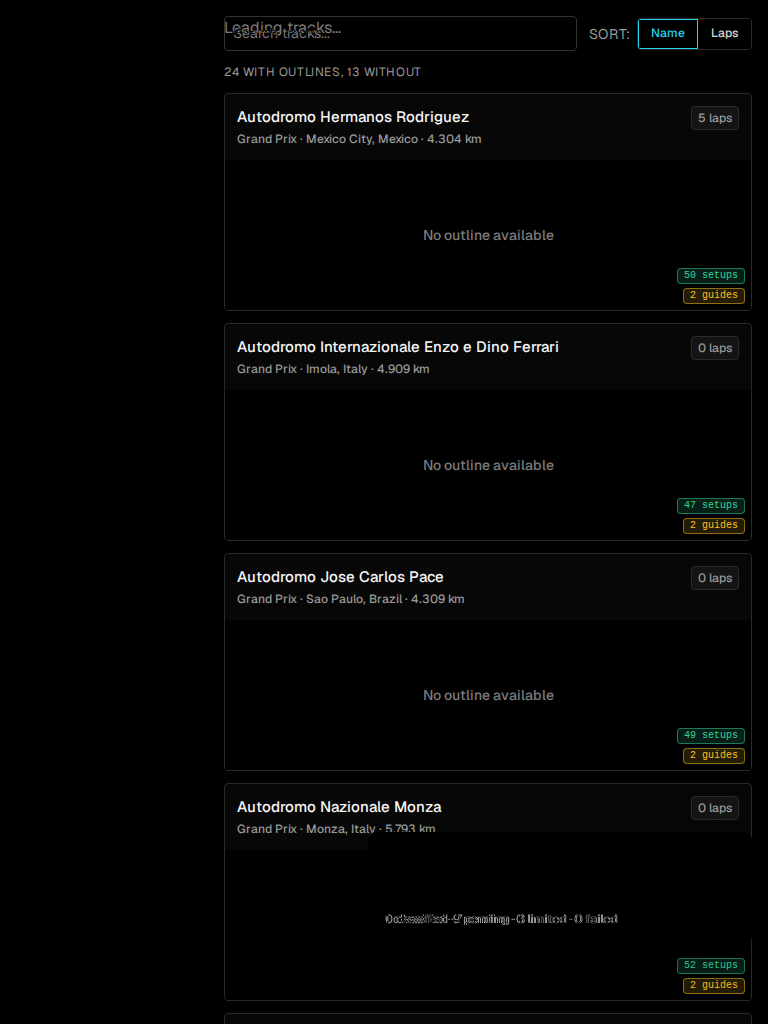 Loading tracks...
Search tracks...
SORT: Name Laps
24 WITH OUTLINES, 13 WITHOUT
Autodromo Hermanos Rodriguez
5 laps
Grand Prix · Mexico City, Mexico · 4.304 km
No outline available
50 setups
2 guides
Autodromo Internazionale Enzo e Dino Ferrari
0 laps
Grand Prix · Imola, Italy · 4.909 km
No outline available
47 setups
2 guides
Autodromo Jose Carlos Pace
0 laps
Grand Prix · Sao Paulo, Brazil · 4.309 km
No outline available
49 setups
2 guides
Autodromo Nazionale Monza
0 laps
Grand Prix · Monza, Italy · 5.793 km
limited · 0 failed
52 setups
2 guides